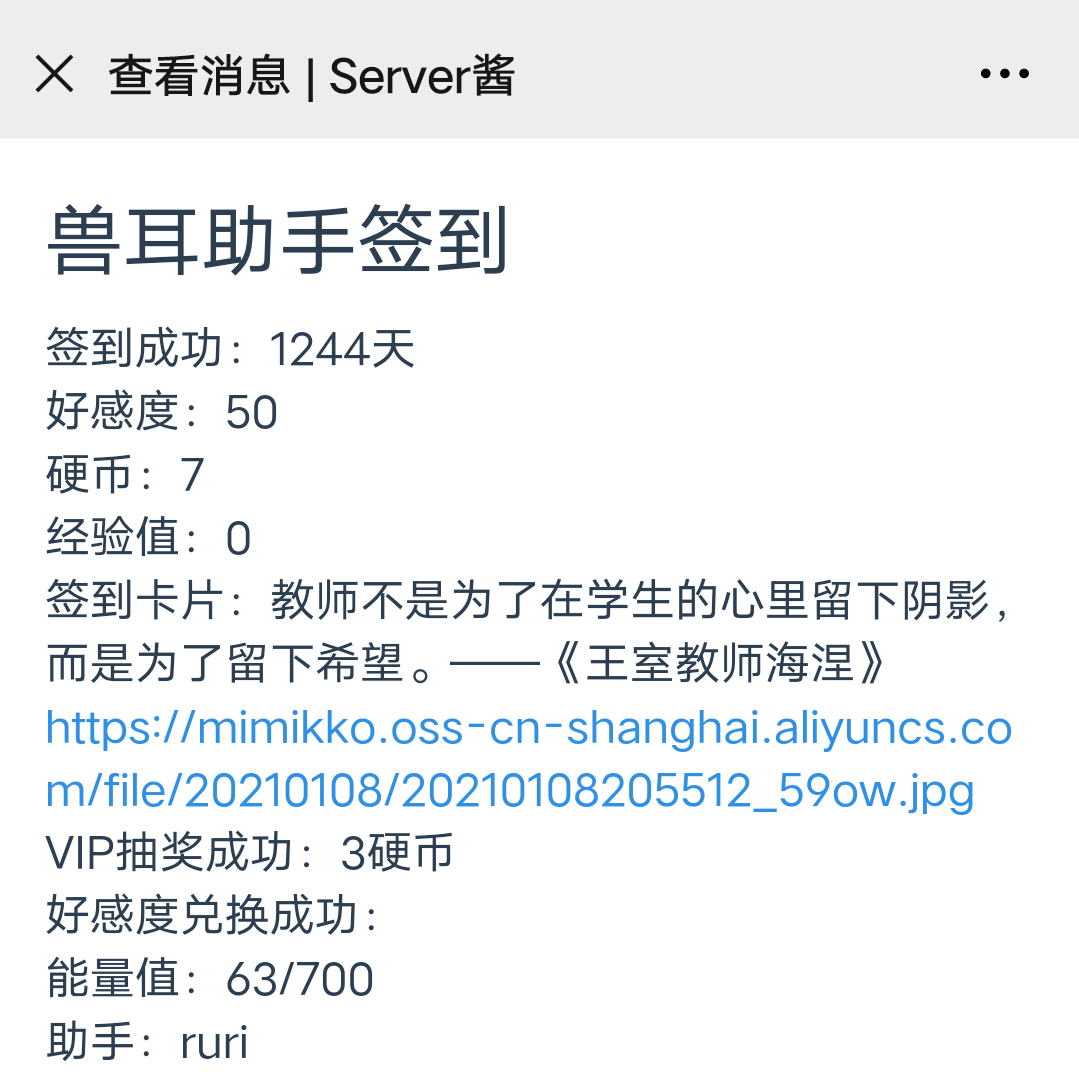 查看消息 | Server酱
兽耳助手签到
签到成功：1244天
好感度：50
硬币：7
经验值：0
签到卡片：教师不是为了在学生的心里留下阴影，
而是为了留下希望。——《王室教师海涅》
https://mimikko.oss-cn-shanghai.aliyuncs.co
m/file/20210108/20210108205512_59ow.jpg
VIP抽奖成功：3硬币
好感度兑换成功：
能量值：63/700
助手：ruri